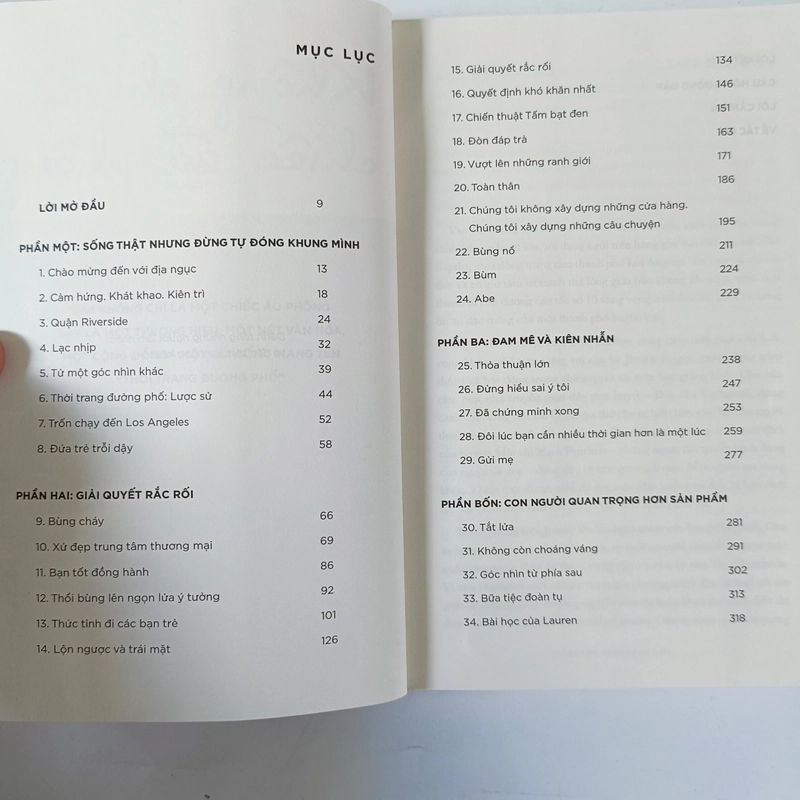 MỤC LỤC
LỜI MỞ ĐẦU 9
PHẦN MỘT: SỐNG THẬT NHƯNG ĐỪNG TỰ ĐÓNG KHUNG MÌNH
1. Chào mừng đến với địa ngục 13
2. Cảm hứng. Khát khao. Kiên trì 18
3. Quận Riverside 24
4. Lạc nhịp 32
5. Từ một góc nhìn khác 39
6. Thời trang đường phố: Lược sử 44
7. Trốn chạy đến Los Angeles 52
8. Đứa trẻ trỗi dậy 58
PHẦN HAI: GIẢI QUYẾT RẮC RỐI
9. Bùng cháy 66
10. Xứ đẹp trung tâm thương mại 69
11. Bạn tốt đồng hành 86
12. Thổi bùng lên ngọn lửa ý tưởng 92
13. Thức tỉnh đi các bạn trẻ 101
14. Lộn ngược và trái mặt 126
15. Giải quyết rắc rối 134
16. Quyết định khó khăn nhất 146
17. Chiến thuật Tấm bạt đen 151
18. Đòn đáp trả 163
19. Vượt lên những ranh giới 171
20. Toàn thân 186
21. Chúng tôi không xây dựng những cửa hàng.
Chúng tôi xây dựng những câu chuyện 195
22. Bùng nổ 211
23. Bùm 224
24. Abe 229
PHẦN BA: ĐAM MÊ VÀ KIÊN NHẪN
25. Thỏa thuận lớn 238
26. Đừng hiểu sai ý tôi 247
27. Đã chứng minh xong 253
28. Đôi lúc bạn cần nhiều thời gian hơn là một lúc 259
29. Gửi mẹ 277
PHẦN BỐN: CON NGƯỜI QUAN TRỌNG HƠN SẢN PHẨM
30. Tắt lửa 281
31. Không còn choáng váng 291
32. Góc nhìn từ phía sau 302
33. Bữa tiệc đoàn tụ 313
34. Bài học của Lauren 318